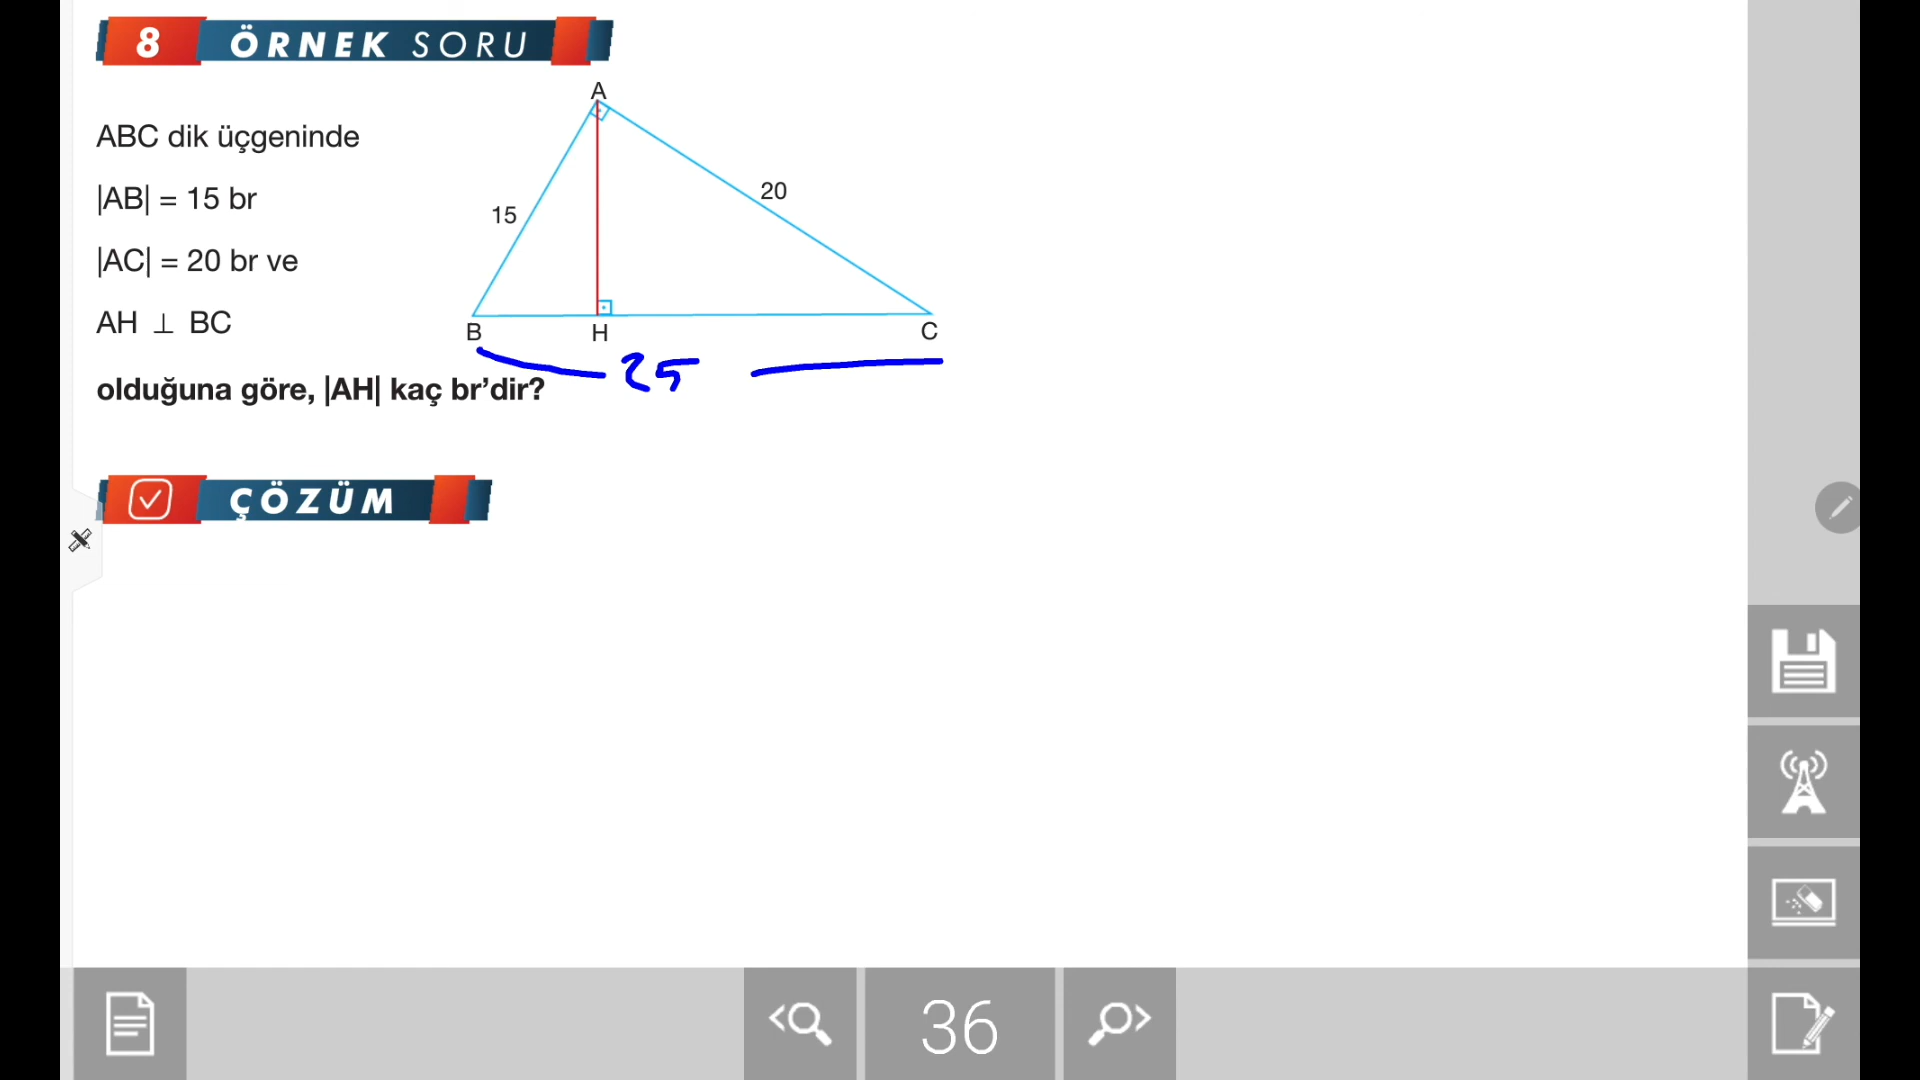 8 ÖRNEK SORU
ABC dik üçgeninde
|AB| = 15 br
|AC| = 20 br ve
AH ⊥ BC
olduğuna göre, |AH| kaç br’dir?
A
15
20
B
H
C
25
ÇÖZÜM
36